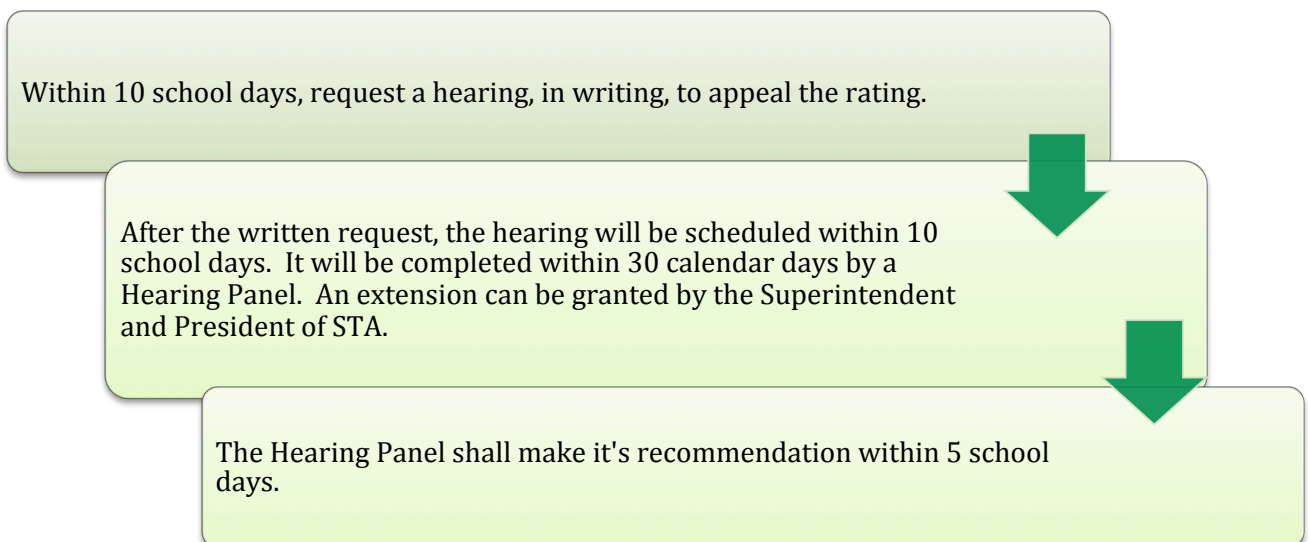 Within 10 school days, request a hearing, in writing, to appeal the rating.
After the written request, the hearing will be scheduled within 10
school days.  It will be completed within 30 calendar days by a
Hearing Panel.  An extension can be granted by the Superintendent
and President of STA.
The Hearing Panel shall make it's recommendation within 5 school
days.